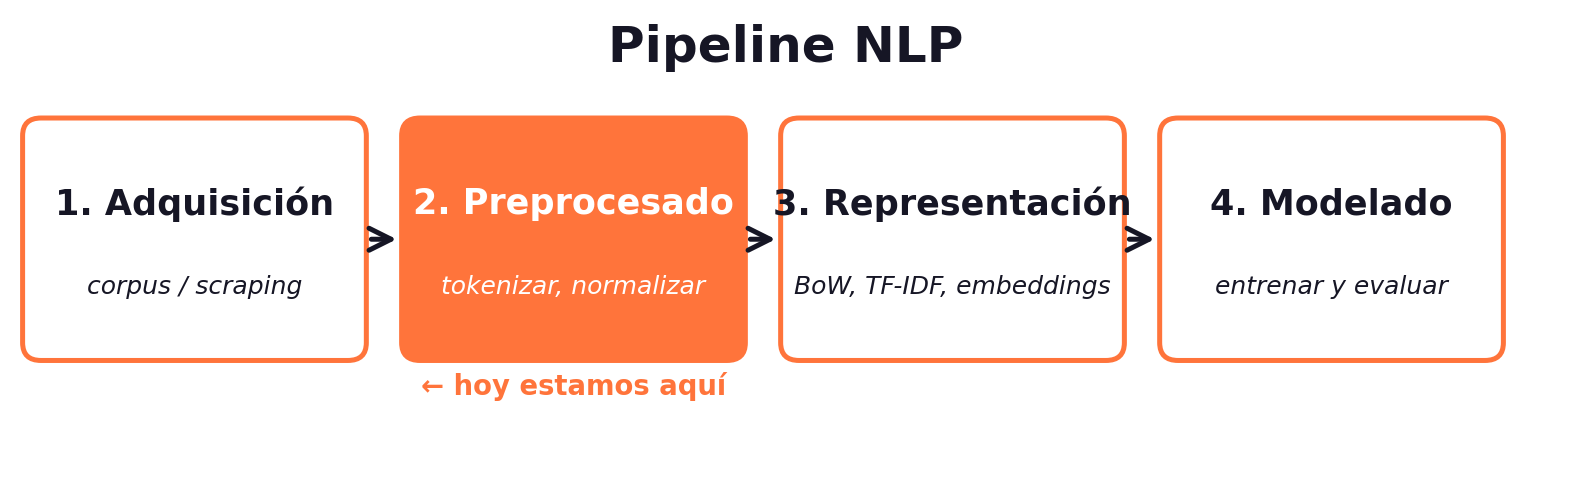 Pipeline NLP
1. Adquisición
corpus / scraping
2. Preprocesado
tokenizar, normalizar
3. Representación
BoW, TF-IDF, embeddings
4. Modelado
entrenar y evaluar
← hoy estamos aquí